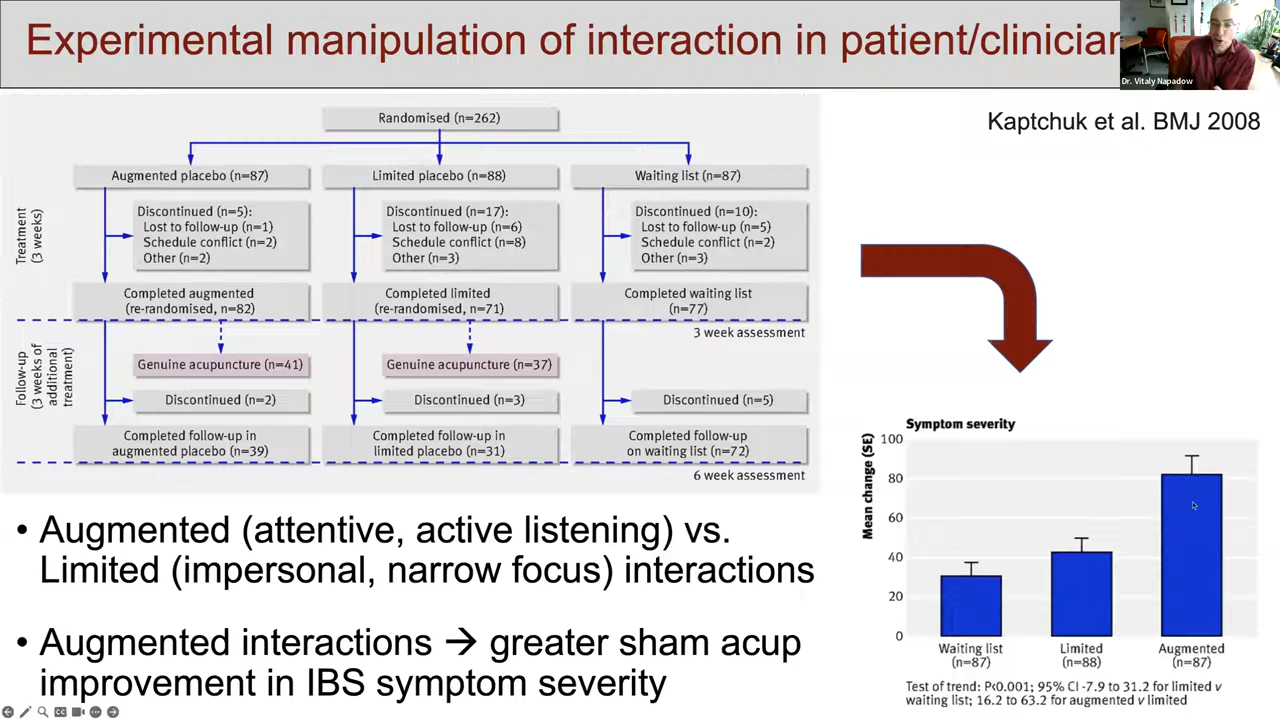 Experimental manipulation of interaction in patient/clinician
Dr. Vitaly Napadow
Kaptchuk et al. BMJ 2008
Randomised (n=262)
Augmented placebo (n=87)
Limited placebo (n=88)
Waiting list (n=87)
Treatment
(3 weeks)
Discontinued (n=5):
Lost to follow-up (n=1)
Schedule conflict (n=2)
Other (n=2)
Discontinued (n=17):
Lost to follow-up (n=6)
Schedule conflict (n=8)
Other (n=3)
Discontinued (n=10):
Lost to follow-up (n=5)
Schedule conflict (n=2)
Other (n=3)
Completed augmented
(re-randomised, n=82)
Completed limited
(re-randomised, n=71)
Completed waiting list
(n=77)
3 week assessment
Follow-up
(3 weeks of
additional
treatment)
Genuine acupuncture (n=41)
Genuine acupuncture (n=37)
Discontinued (n=2)
Discontinued (n=3)
Discontinued (n=5)
Completed follow-up in
augmented placebo (n=39)
Completed follow-up in
limited placebo (n=31)
Completed follow-up
on waiting list (n=72)
6 week assessment
Symptom severity
Mean change (SE)
100
80
60
40
20
0
Waiting list
(n=87)
Limited
(n=88)
Augmented
(n=87)
Test of trend: P<0.001; 95% CI -7.9 to 31.2 for limited v
waiting list; 16.2 to 63.2 for augmented v limited
• Augmented (attentive, active listening) vs.
Limited (impersonal, narrow focus) interactions
• Augmented interactions → greater sham acup
improvement in IBS symptom severity